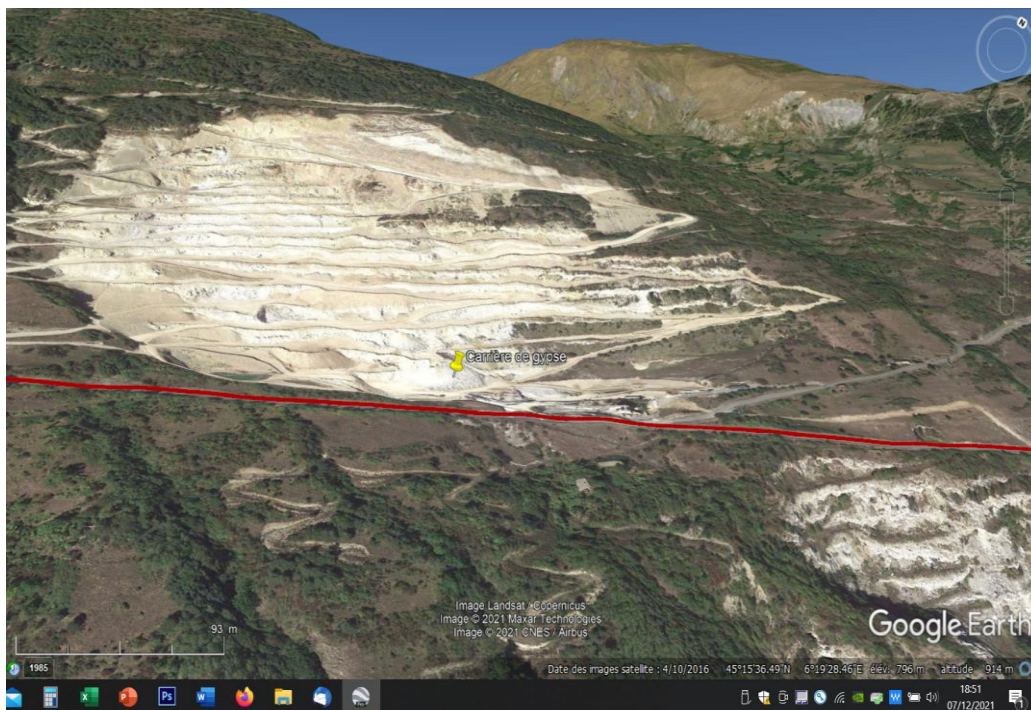 N
Carrière de gypse
Image Landsat / Copernicus
Image © 2021 Maxar Technologies
Image © 2021 CNES / Airbus
Google Earth
93 m
1985
Date des images satellite : 4/10/2016 45°15'36.49"N 6°19'28.46"E élév. 796 m altitude 914 m
X
P
Ps
W
W
18:51
07/12/2021
1